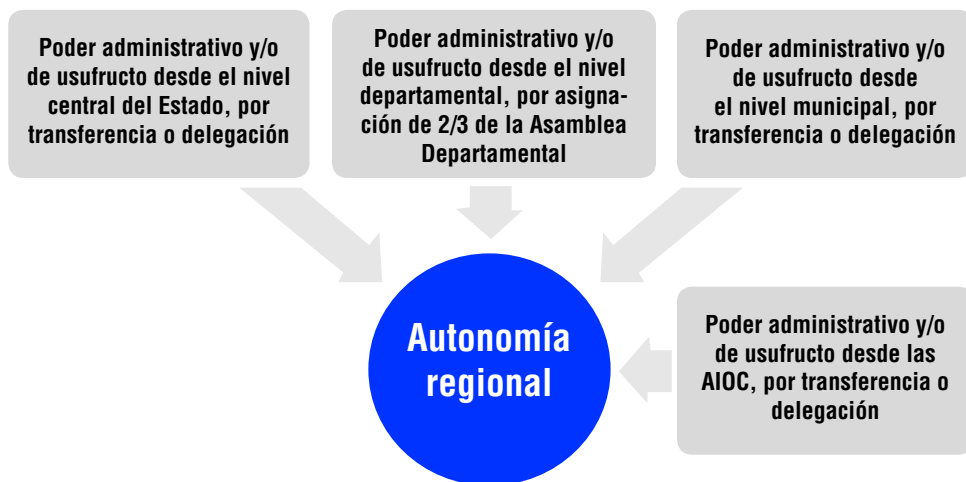 Poder administrativo y/o
de usufructo desde el nivel
central del Estado, por
transferencia o delegación
Poder administrativo y/o
de usufructo desde el nivel
departamental, por asigna-
ción de 2/3 de la Asamblea
Departamental
Poder administrativo y/o
de usufructo desde
el nivel municipal, por
transferencia o delegación
Autonomía
regional
Poder administrativo y/o
de usufructo desde las
AIOC, por transferencia o
delegación